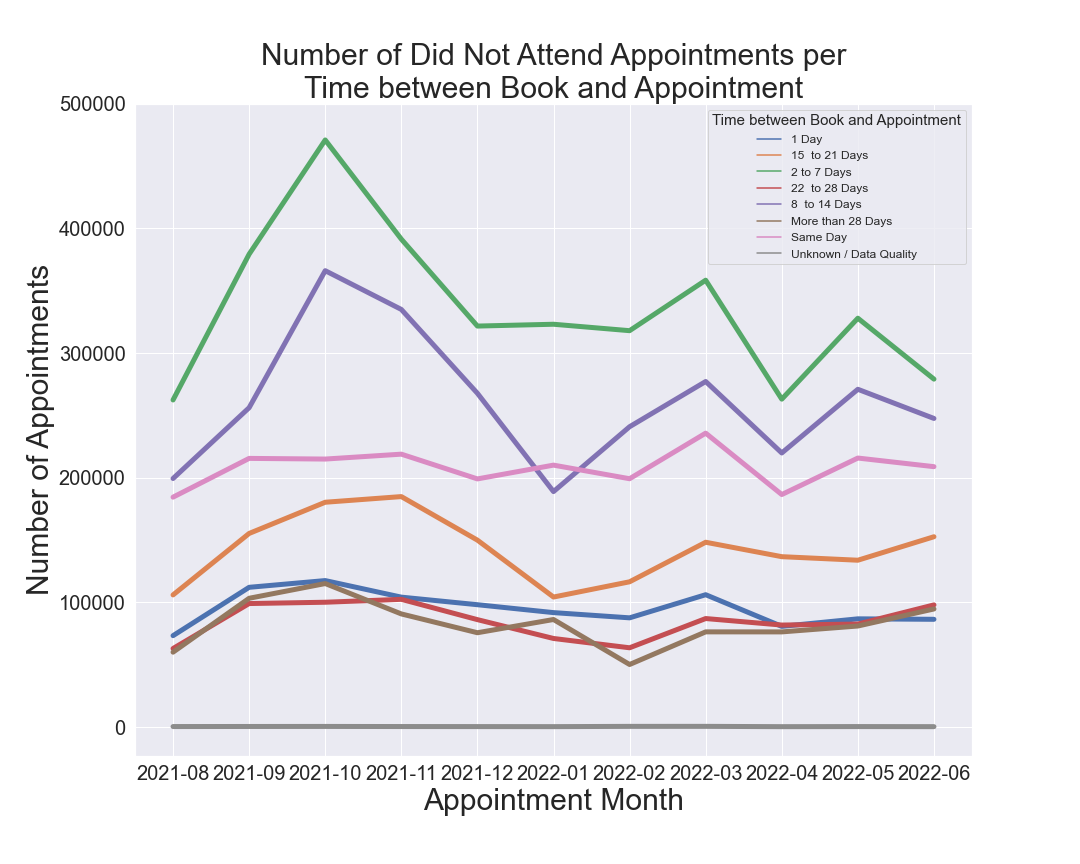 Number of Did Not Attend Appointments per
Time between Book and Appointment
500000
400000
300000
200000
100000
0
Number of Appointments
Time between Book and Appointment
1 Day
15  to 21 Days
2 to 7 Days
22  to 28 Days
8  to 14 Days
More than 28 Days
Same Day
Unknown / Data Quality
2021-08 2021-09 2021-10 2021-11 2021-12 2022-01 2022-02 2022-03 2022-04 2022-05 2022-06
Appointment Month